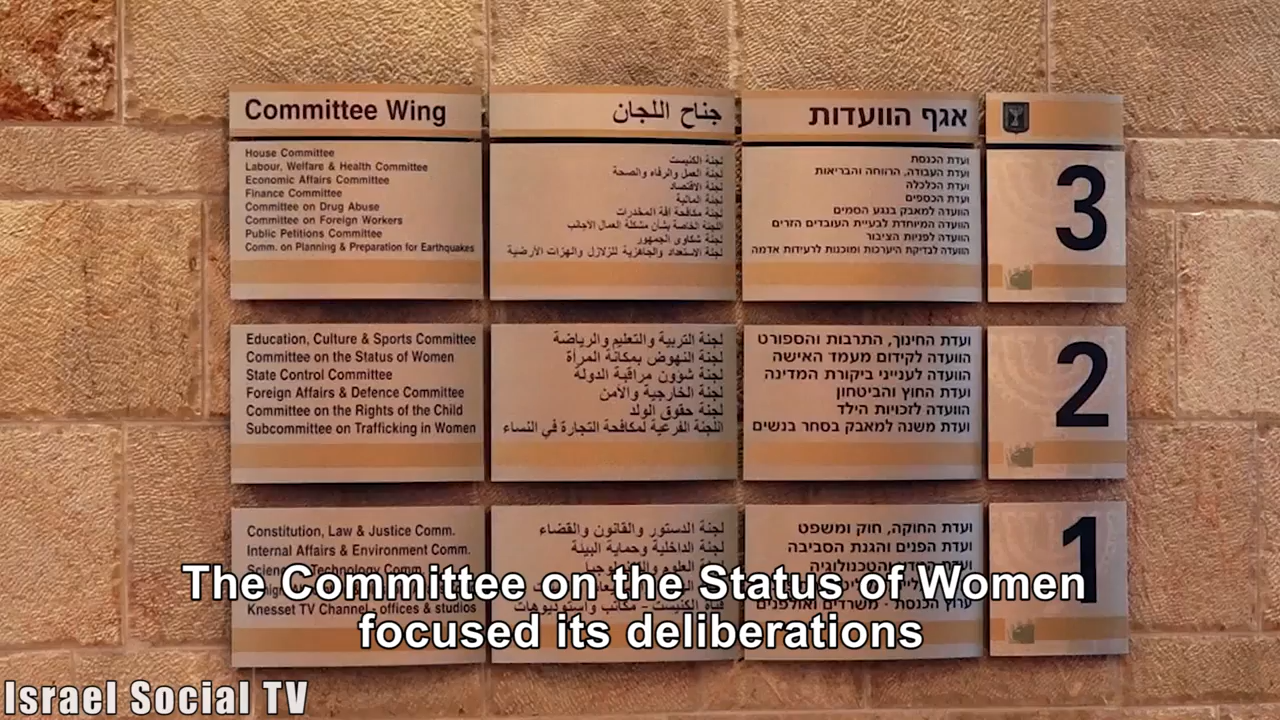 Committee Wing
House Committee
Labour, Welfare & Health Committee
Economic Affairs Committee
Finance Committee
Committee on Drug Abuse
Committee on Foreign Workers
Public Petitions Committee
Comm. on Planning & Preparation for Earthquakes
جناح اللجان
لجنة الكنيست
لجنة العمل والرفاه والصحة
لجنة الاقتصاد
لجنة المالية
لجنة مكافحة آفة المخدرات
اللجنة الخاصة بشأن مشكلة العمال الأجانب
لجنة شكاوى الجمهور
لجنة الاستعداد والجاهزية للزلازل والهزات الأرضية
אגף הוועדות
ועדת הכנסת
ועדת העבודה, הרווחה והבריאות
ועדת הכלכלה
ועדת הכספים
הוועדה למאבק בנגע הסמים
הוועדה המיוחדת לבעיית העובדים הזרים
הוועדה לפניות הציבור
הוועדה לבדיקת היערכות ומוכנות לרעידות אדמה
3
Education, Culture & Sports Committee
Committee on the Status of Women
State Control Committee
Foreign Affairs & Defence Committee
Committee on the Rights of the Child
Subcommittee on Trafficking in Women
لجنة التربية والتعليم والرياضة
لجنة النهوض بمكانة المرأة
لجنة شؤون مراقبة الدولة
لجنة الخارجية والأمن
لجنة حقوق الولد
اللجنة الفرعية لمكافحة التجارة في النساء
ועדת החינוך, התרבות והספורט
הוועדה לקידום מעמד האישה
הוועדה לענייני ביקורת המדינה
ועדת החוץ והביטחון
הוועדה לזכויות הילד
ועדת משנה למאבק בסחר בנשים
2
Constitution, Law & Justice Comm.
Internal Affairs & Environment Comm.
Technology Comm.
Knesset TV Channel - offices & studios
لجنة الدستور والقانون والقضاء
لجنة الداخلية وحماية البيئة
قناة الكنيست - مكاتب واستوديوهات
ועדת החוקה, חוק ומשפט
ועדת הפנים והגנת הסביבה
והטכנולוגיה
ערוץ הכנסת - משרדים ואולפנים
1
The Committee on the Status of Women
focused its deliberations
Israel Social TV